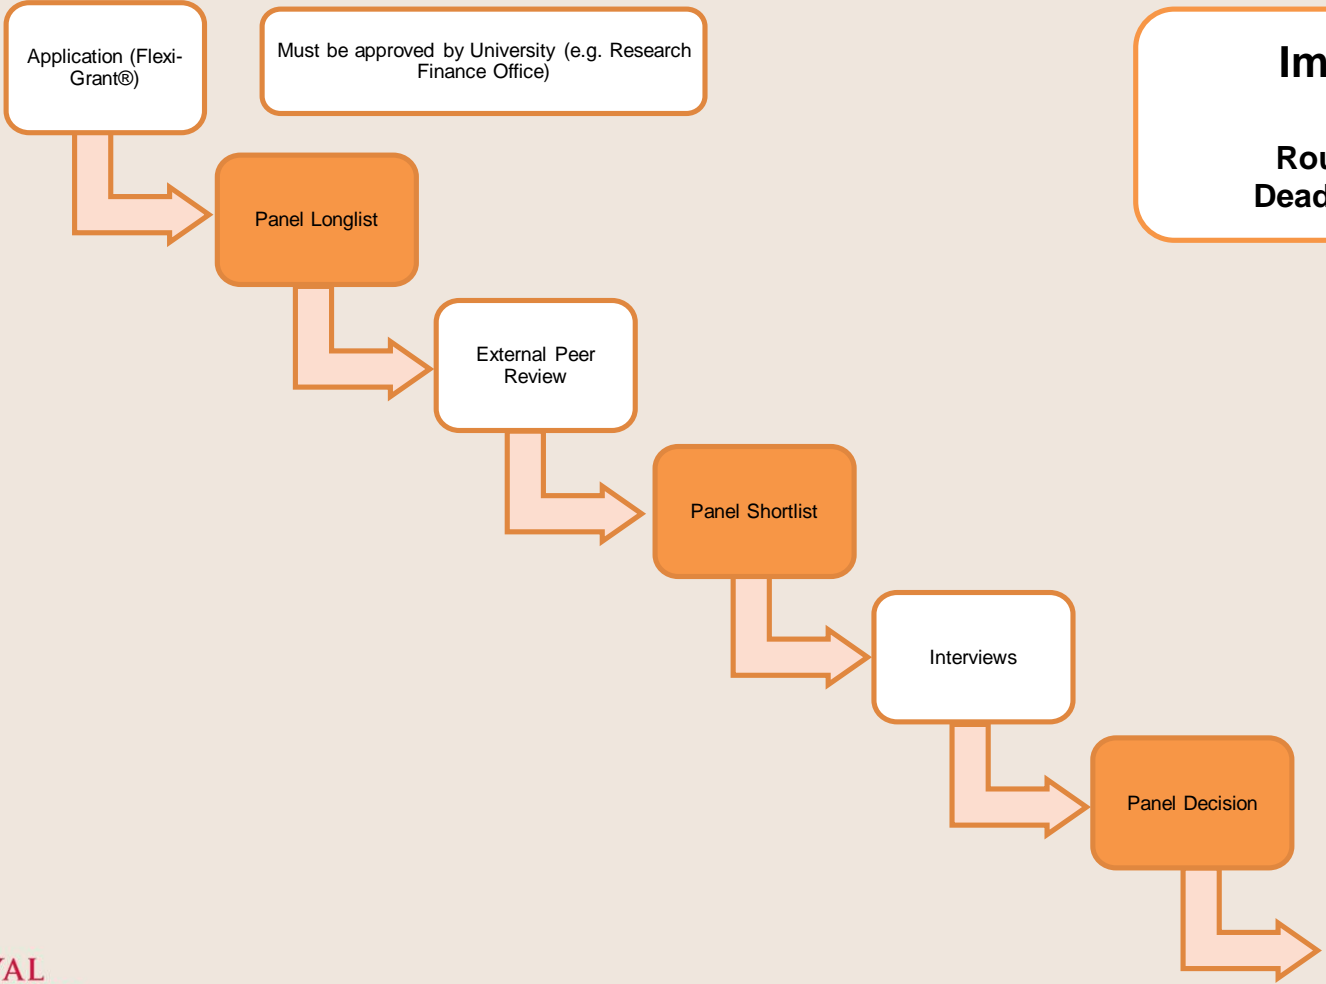 Application (Flexi-
Grant®)
Must be approved by University (e.g. Research
Finance Office)
Panel Longlist
External Peer
Review
Panel Shortlist
Interviews
Panel Decision